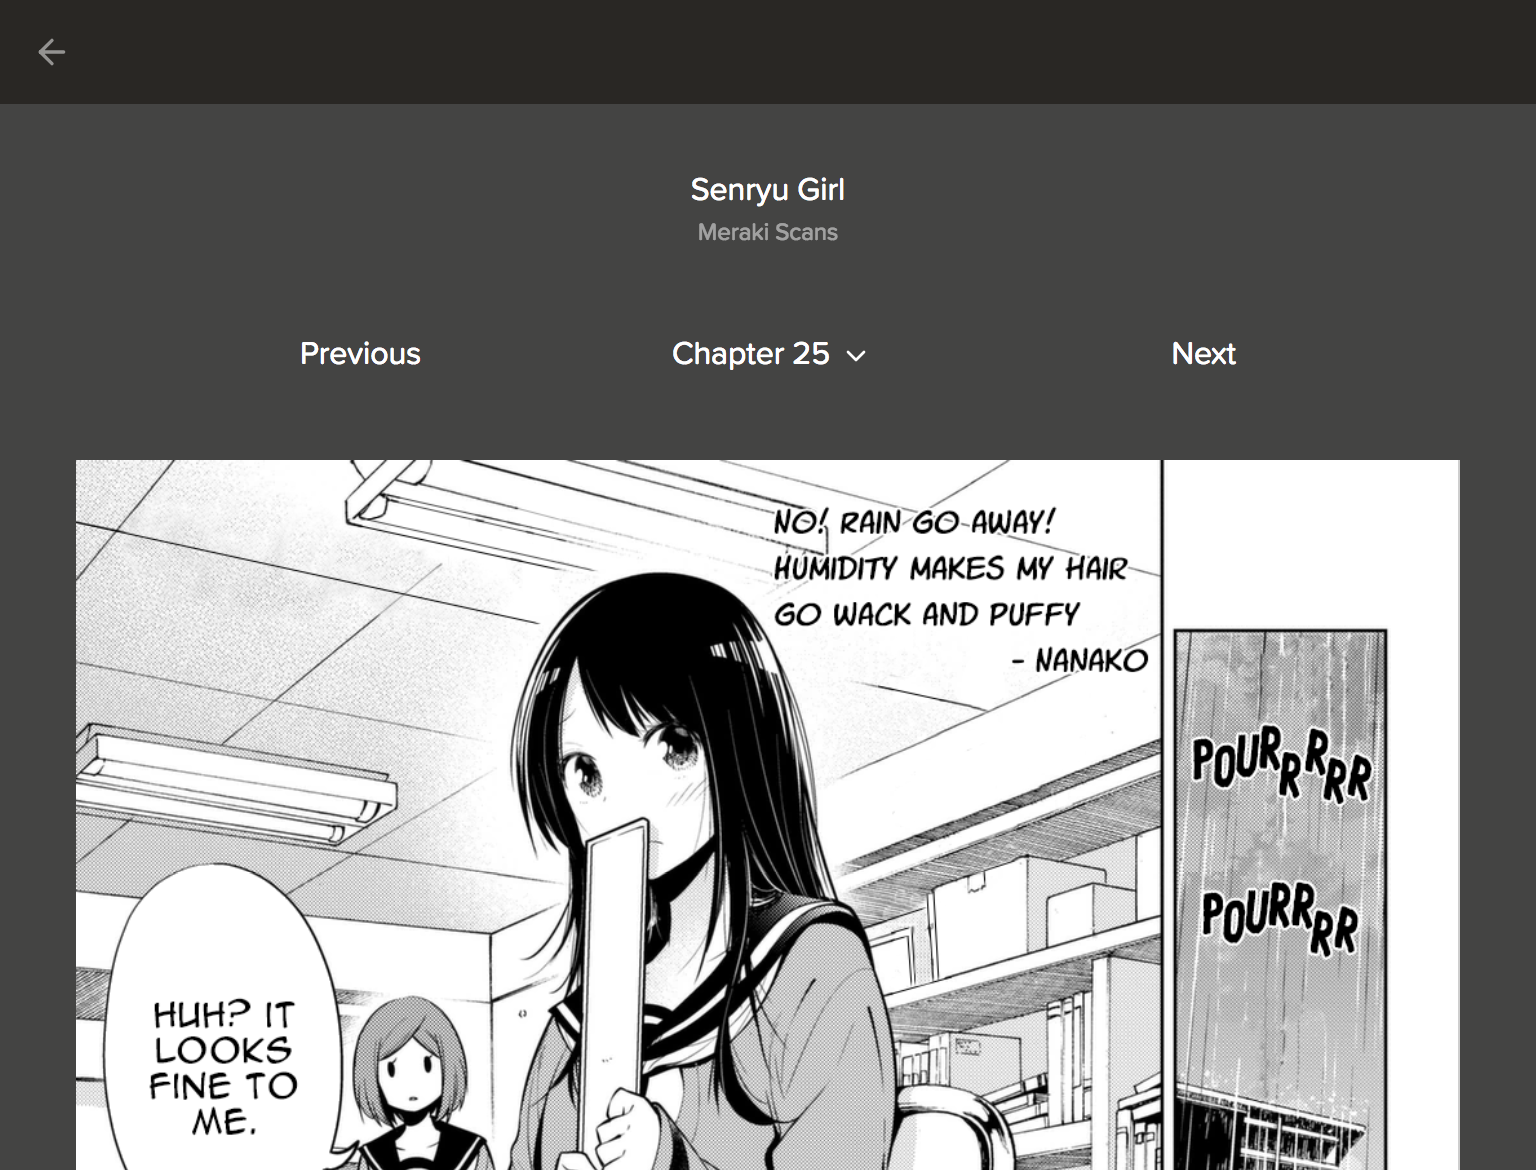 Senryu Girl
Meraki Scans
Previous
Chapter 25
Next
NO! RAIN GO AWAY!
HUMIDITY MAKES MY HAIR
GO WACK AND PUFFY
- NANAKO
POURRRRRR
POURRRRR
HUH? IT
LOOKS
FINE TO
ME.